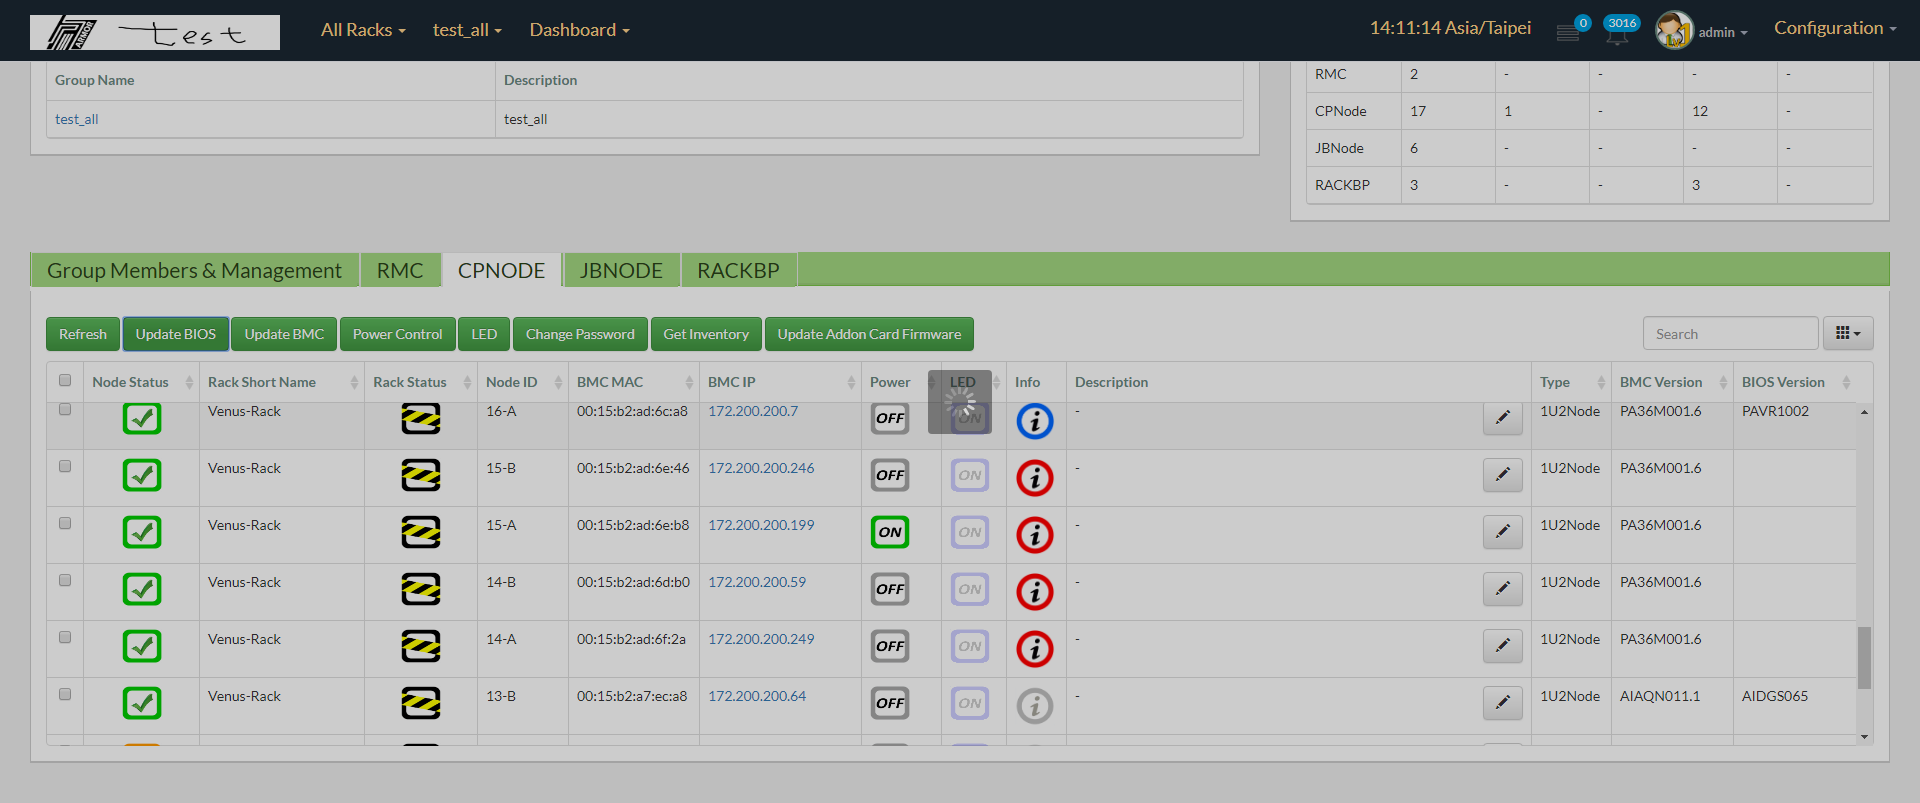 ARMOR test All Racks test_all Dashboard 14:11:14 Asia/Taipei 0 3016 admin Configuration
Group Name Description
test_all test_all
RMC 2 - - - -
CPNode 17 1 - 12 -
JBNode 6 - - - -
RACKBP 3 - - 3 -
Group Members & Management RMC CPNODE JBNODE RACKBP
Refresh Update BIOS Update BMC Power Control LED Change Password Get Inventory Update Addon Card Firmware Search
Node Status Rack Short Name Rack Status Node ID BMC MAC BMC IP Power LED Info Description Type BMC Version BIOS Version
Venus-Rack 16-A 00:15:b2:ad:6c:a8 172.200.200.7 OFF ON i - 1U2Node PA36M001.6 PAVR1002
Venus-Rack 15-B 00:15:b2:ad:6e:46 172.200.200.246 OFF ON i - 1U2Node PA36M001.6
Venus-Rack 15-A 00:15:b2:ad:6e:b8 172.200.200.199 ON ON i - 1U2Node PA36M001.6
Venus-Rack 14-B 00:15:b2:ad:6d:b0 172.200.200.59 OFF ON i - 1U2Node PA36M001.6
Venus-Rack 14-A 00:15:b2:ad:6f:2a 172.200.200.249 OFF ON i - 1U2Node PA36M001.6
Venus-Rack 13-B 00:15:b2:a7:ec:a8 172.200.200.64 OFF ON i - 1U2Node AIAQN011.1 AIDGS065